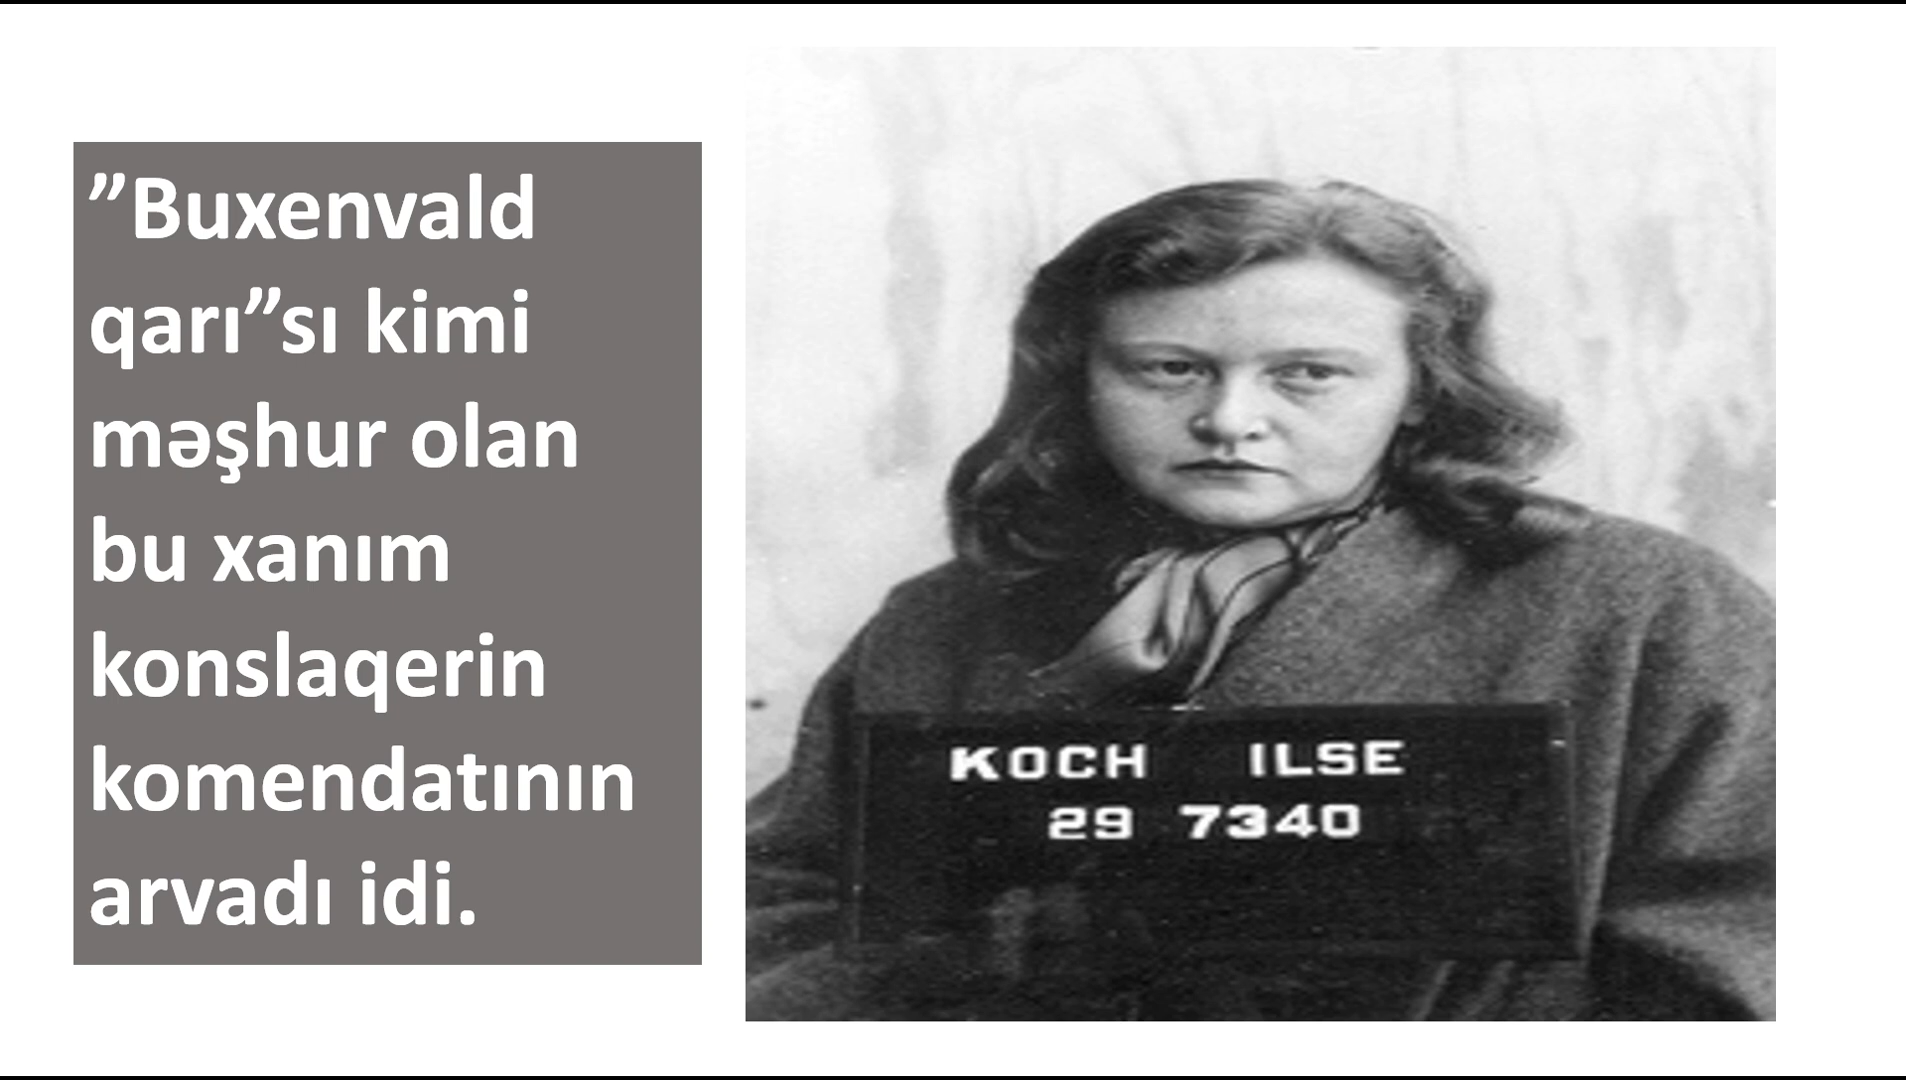 ”Buxenvald
qarı”sı kimi
məşhur olan
bu xanım
konslaqerin
komendatının
arvadı idi.
KOCH ILSE
29 7340